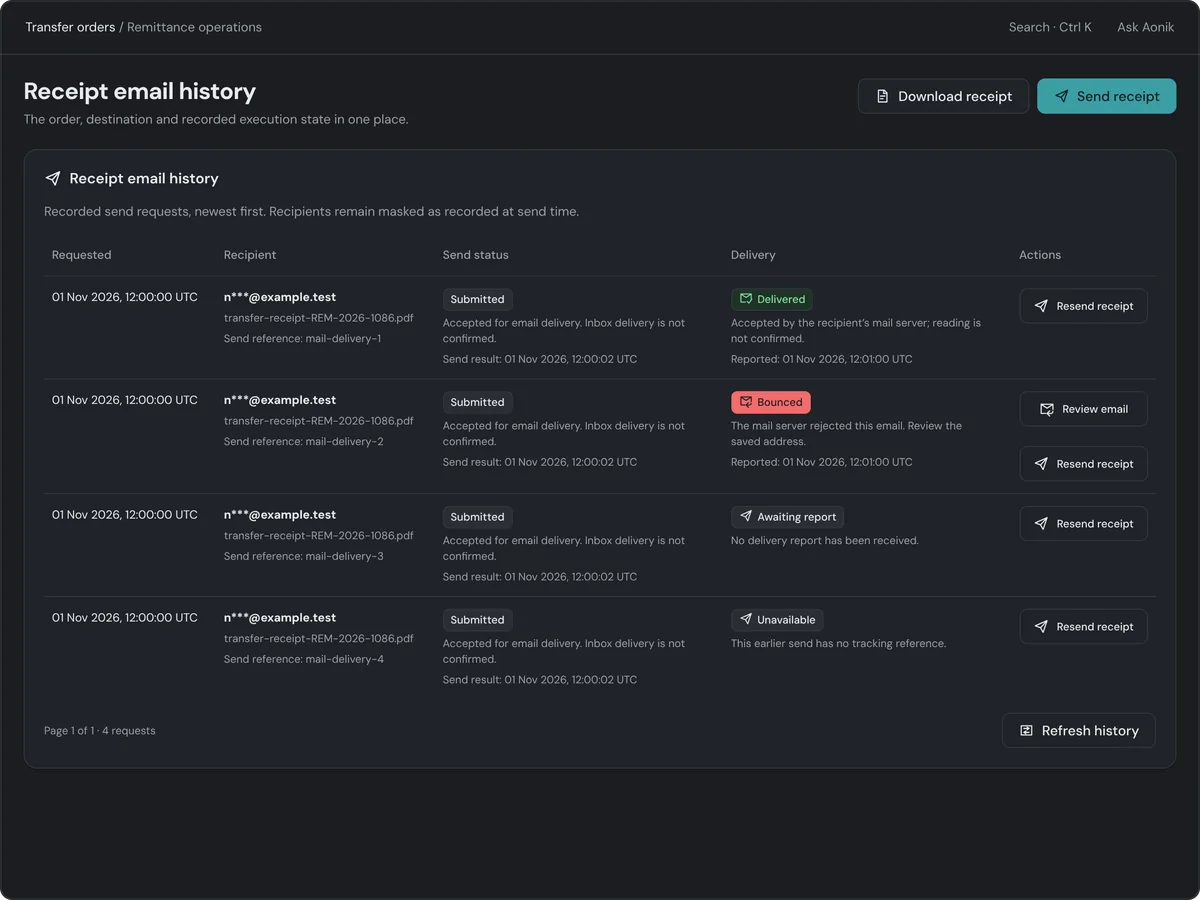 Transfer orders / Remittance operations
Search · Ctrl K
Ask Aonik
Receipt email history
The order, destination and recorded execution state in one place.
Download receipt
Send receipt
Receipt email history
Recorded send requests, newest first. Recipients remain masked as recorded at send time.
Requested
Recipient
Send status
Delivery
Actions
01 Nov 2026, 12:00:00 UTC
n***@example.test
transfer-receipt-REM-2026-1086.pdf
Send reference: mail-delivery-1
Submitted
Accepted for email delivery. Inbox delivery is not
confirmed.
Send result: 01 Nov 2026, 12:00:02 UTC
Delivered
Accepted by the recipient's mail server; reading is
not confirmed.
Reported: 01 Nov 2026, 12:01:00 UTC
Resend receipt
01 Nov 2026, 12:00:00 UTC
n***@example.test
transfer-receipt-REM-2026-1086.pdf
Send reference: mail-delivery-2
Submitted
Accepted for email delivery. Inbox delivery is not
confirmed.
Send result: 01 Nov 2026, 12:00:02 UTC
Bounced
The mail server rejected this email. Review the
saved address.
Reported: 01 Nov 2026, 12:01:00 UTC
Review email
Resend receipt
01 Nov 2026, 12:00:00 UTC
n***@example.test
transfer-receipt-REM-2026-1086.pdf
Send reference: mail-delivery-3
Submitted
Accepted for email delivery. Inbox delivery is not
confirmed.
Send result: 01 Nov 2026, 12:00:02 UTC
Awaiting report
No delivery report has been received.
Resend receipt
01 Nov 2026, 12:00:00 UTC
n***@example.test
transfer-receipt-REM-2026-1086.pdf
Send reference: mail-delivery-4
Submitted
Accepted for email delivery. Inbox delivery is not
confirmed.
Send result: 01 Nov 2026, 12:00:02 UTC
Unavailable
This earlier send has no tracking reference.
Resend receipt
Page 1 of 1 · 4 requests
Refresh history